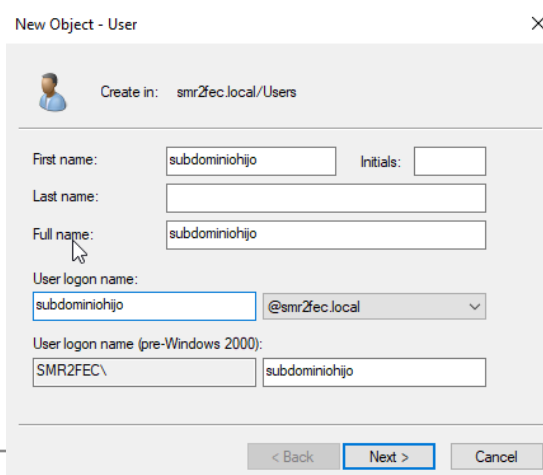 New Object - User
Create in: smr2fec.local/Users
First name: subdominiohijo Initials:
Last name:
Full name: subdominiohijo
User logon name:
subdominiohijo @smr2fec.local
User logon name (pre-Windows 2000):
SMR2FEC\ subdominiohijo
< Back Next > Cancel